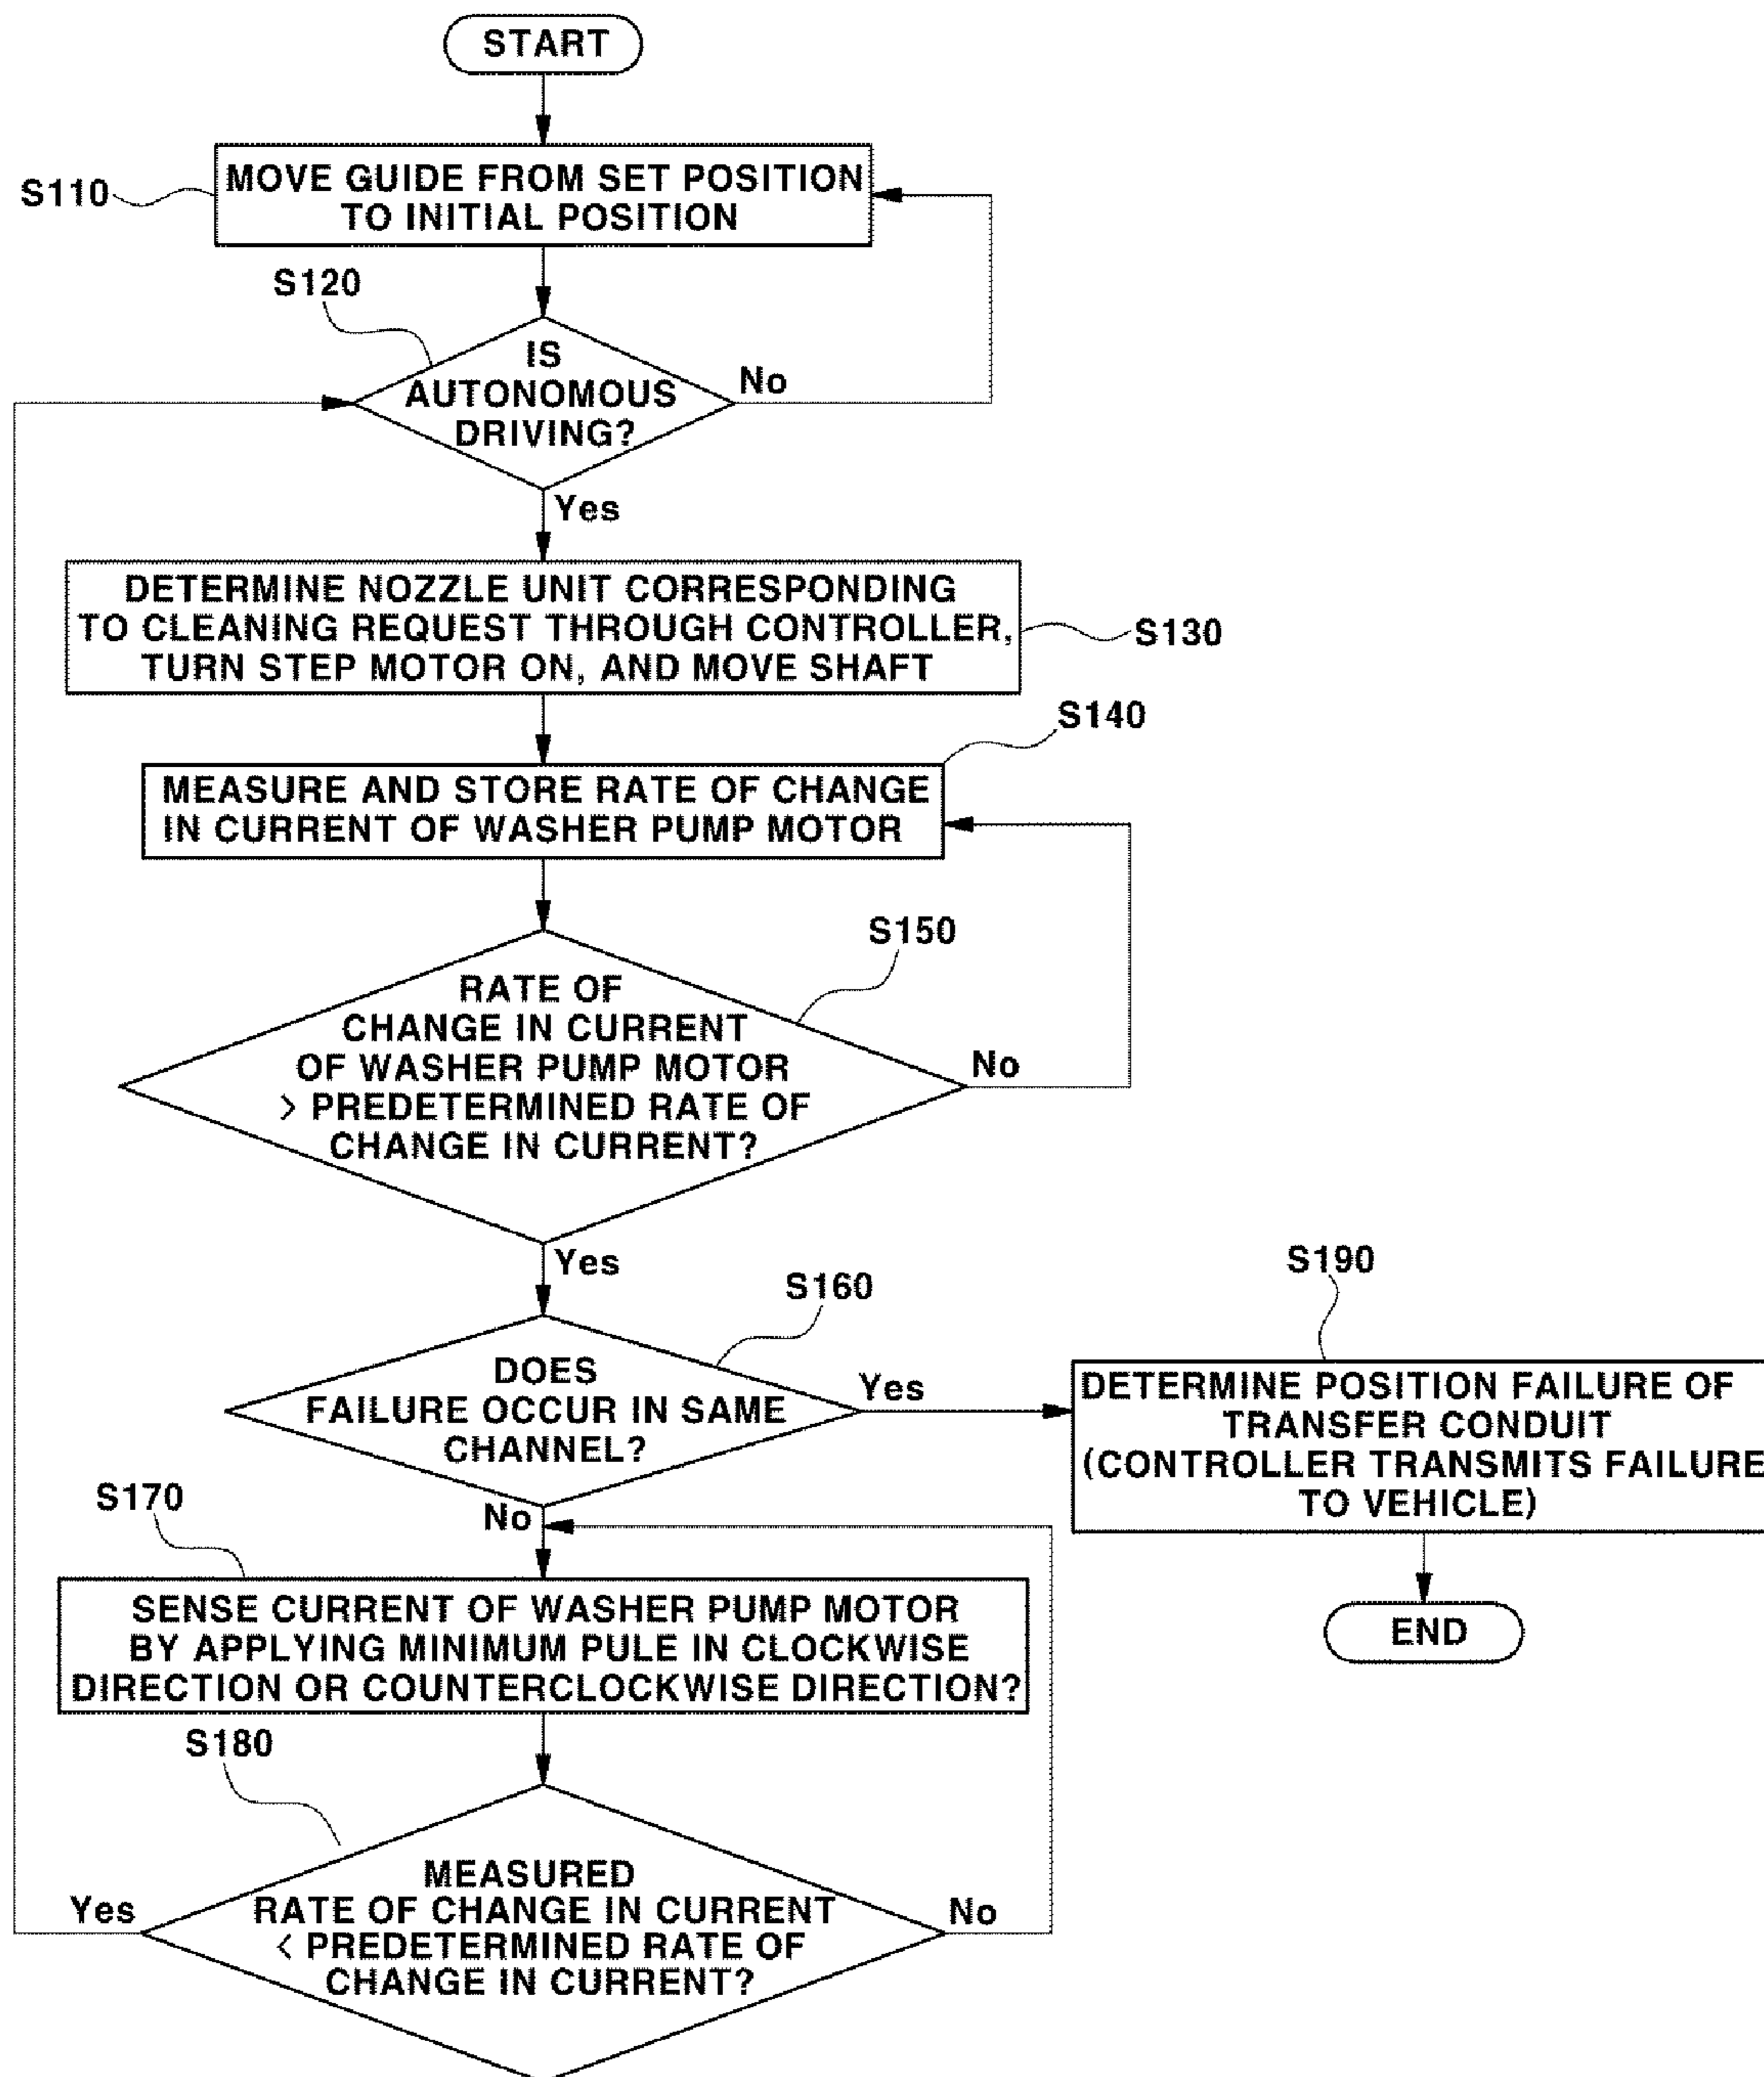 START
S110
MOVE GUIDE FROM SET POSITION
TO INITIAL POSITION
S120
IS
AUTONOMOUS
DRIVING?
No
Yes
DETERMINE NOZZLE UNIT CORRESPONDING
TO CLEANING REQUEST THROUGH CONTROLLER,
TURN STEP MOTOR ON, AND MOVE SHAFT
S130
S140
MEASURE AND STORE RATE OF CHANGE
IN CURRENT OF WASHER PUMP MOTOR
S150
RATE OF
CHANGE IN CURRENT
OF WASHER PUMP MOTOR
> PREDETERMINED RATE OF
CHANGE IN CURRENT?
No
Yes
S160
DOES
FAILURE OCCUR IN SAME
CHANNEL?
Yes
No
S190
DETERMINE POSITION FAILURE OF
TRANSFER CONDUIT
(CONTROLLER TRANSMITS FAILURE
TO VEHICLE)
END
S170
SENSE CURRENT OF WASHER PUMP MOTOR
BY APPLYING MINIMUM PULE IN CLOCKWISE
DIRECTION OR COUNTERCLOCKWISE DIRECTION?
S180
MEASURED
RATE OF CHANGE IN CURRENT
< PREDETERMINED RATE OF
CHANGE IN CURRENT?
Yes
No